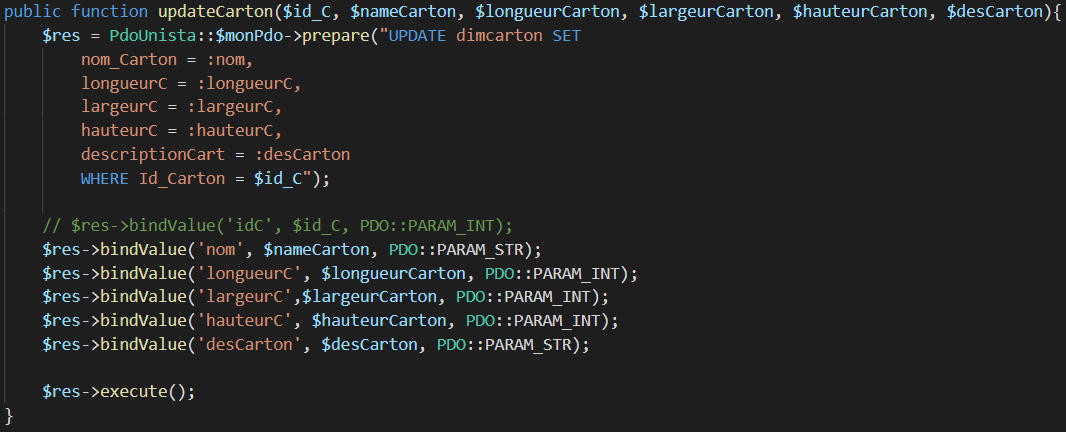 public function updateCarton($id_C, $nameCarton, $longueurCarton, $largeurCarton, $hauteurCarton, $desCarton){
$res = PdoUnista::$monPdo->prepare("UPDATE dimcarton SET
nom_Carton = :nom,
longueurC = :longueurC,
largeurC = :largeurC,
hauteurC = :hauteurC,
descriptionCart = :desCarton
WHERE Id_Carton = $id_C");
// $res->bindValue('idC', $id_C, PDO::PARAM_INT);
$res->bindValue('nom', $nameCarton, PDO::PARAM_STR);
$res->bindValue('longueurC', $longueurCarton, PDO::PARAM_INT);
$res->bindValue('largeurC',$largeurCarton, PDO::PARAM_INT);
$res->bindValue('hauteurC', $hauteurCarton, PDO::PARAM_INT);
$res->bindValue('desCarton', $desCarton, PDO::PARAM_STR);
$res->execute();
}